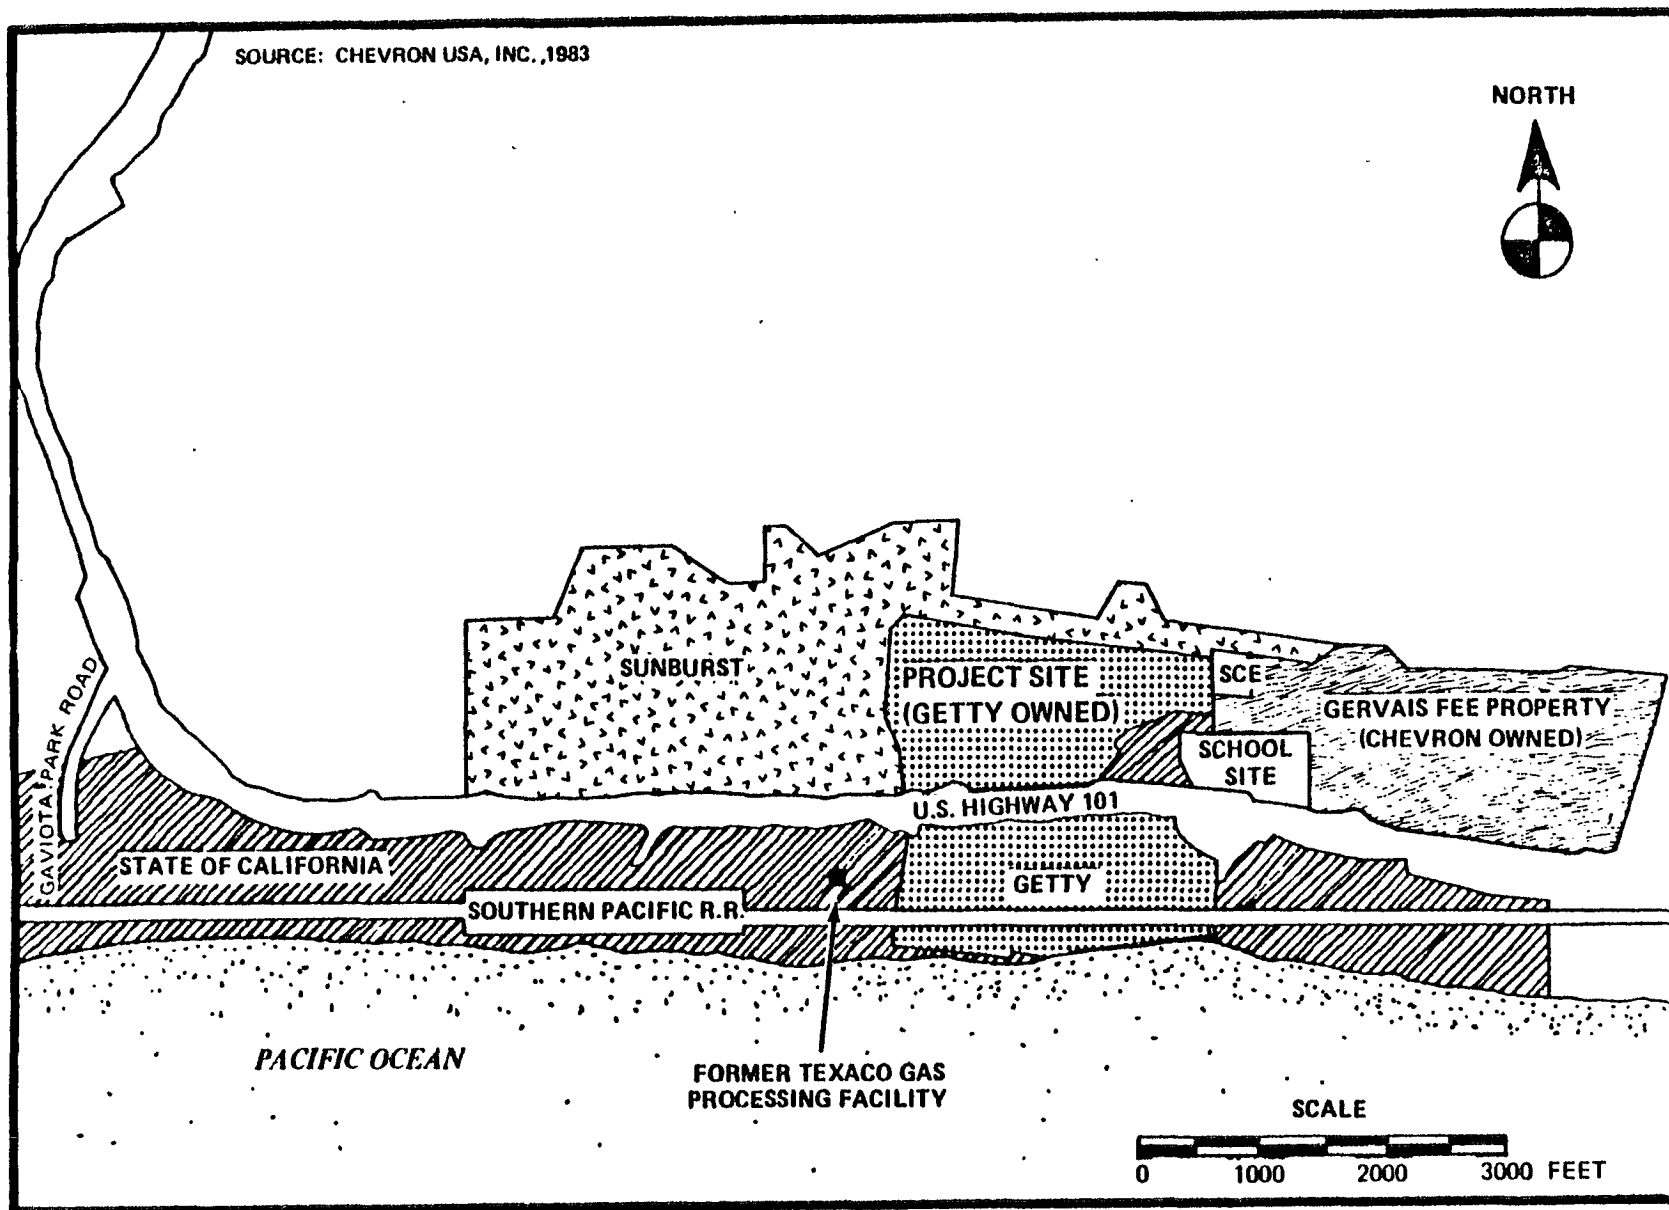 SOURCE: CHEVRON USA, INC.,1983
NORTH
SUNBURST
PROJECT SITE
(GETTY OWNED)
SCE
GERVAIS FEE PROPERTY
(CHEVRON OWNED)
SCHOOL
SITE
GAVIOTA PARK ROAD
U.S. HIGHWAY 101
STATE OF CALIFORNIA
GETTY
SOUTHERN PACIFIC R.R.
PACIFIC OCEAN
FORMER TEXACO GAS
PROCESSING FACILITY
SCALE
0 1000 2000 3000 FEET